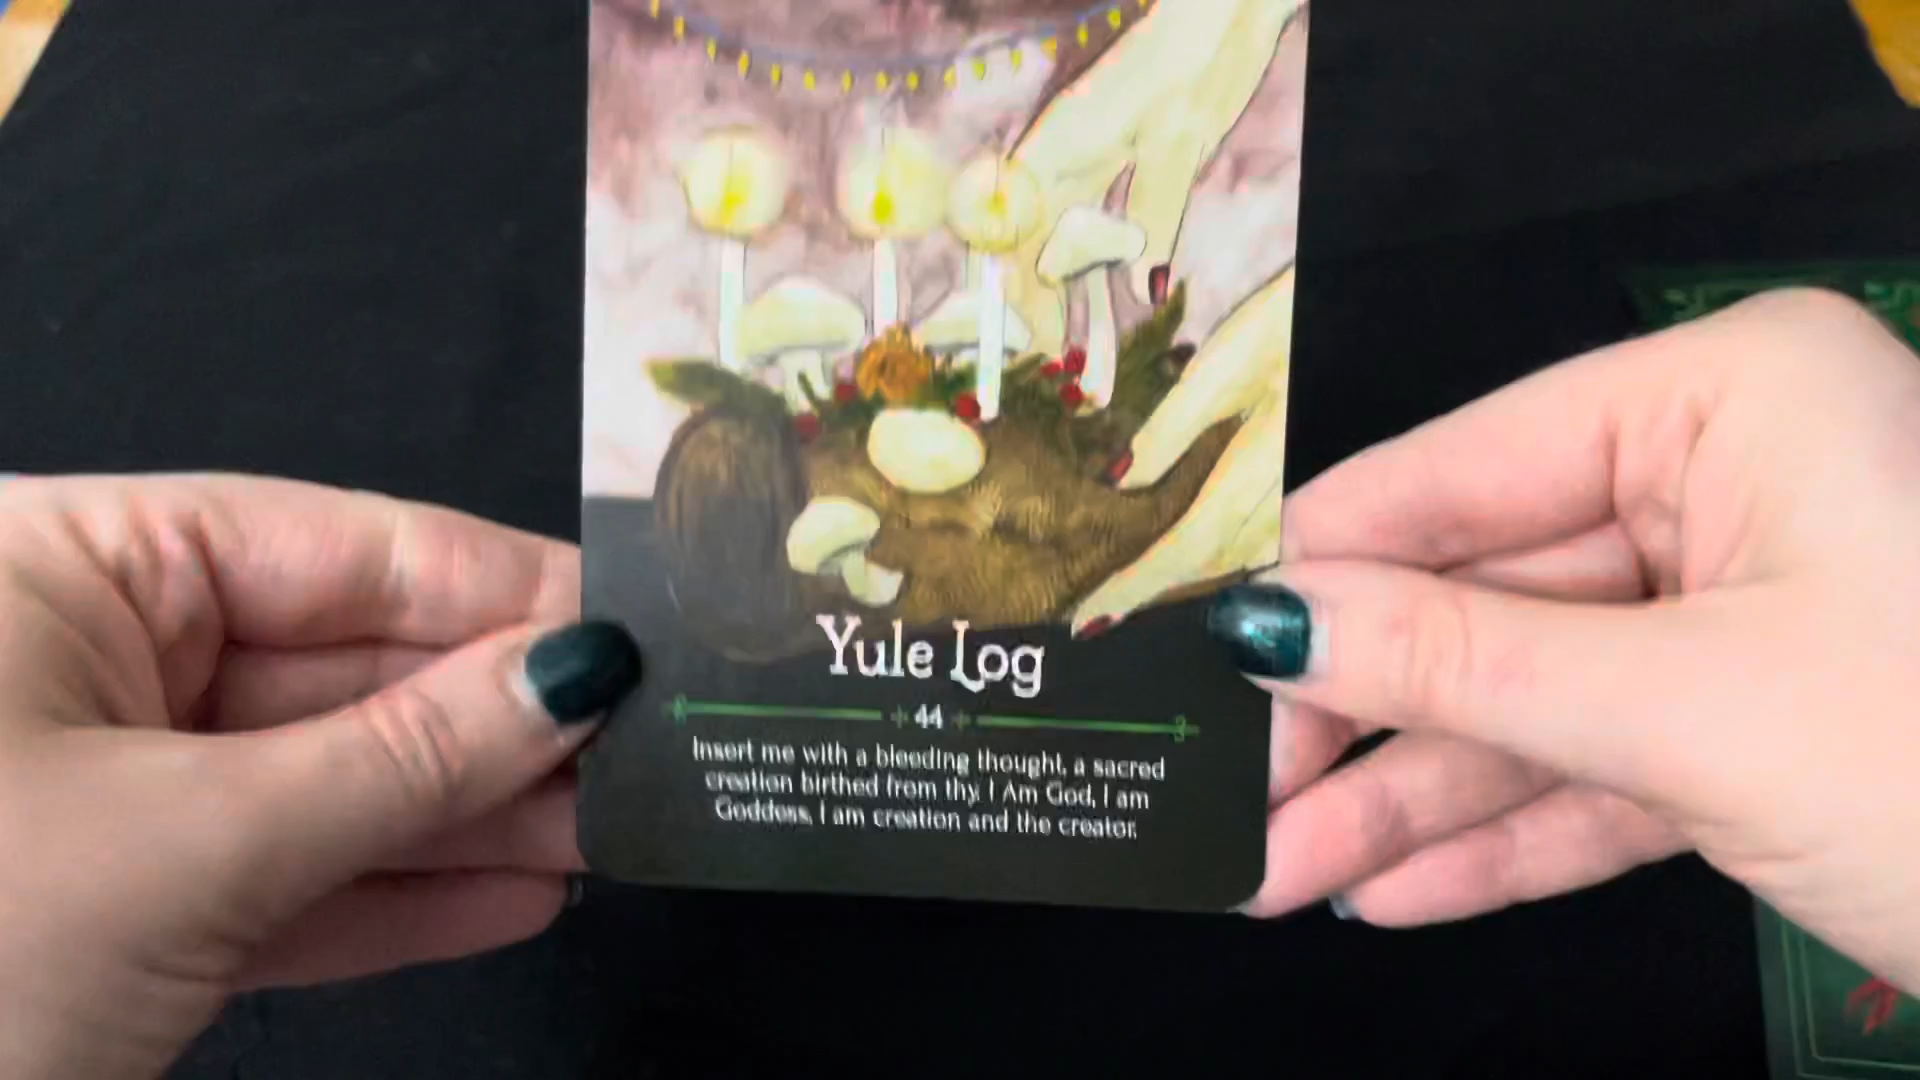 Yule Log
44
Insert me with a bleeding thought, a sacred
creation birthed from thy. I Am God, I am
Goddess, I am creation and the creator.